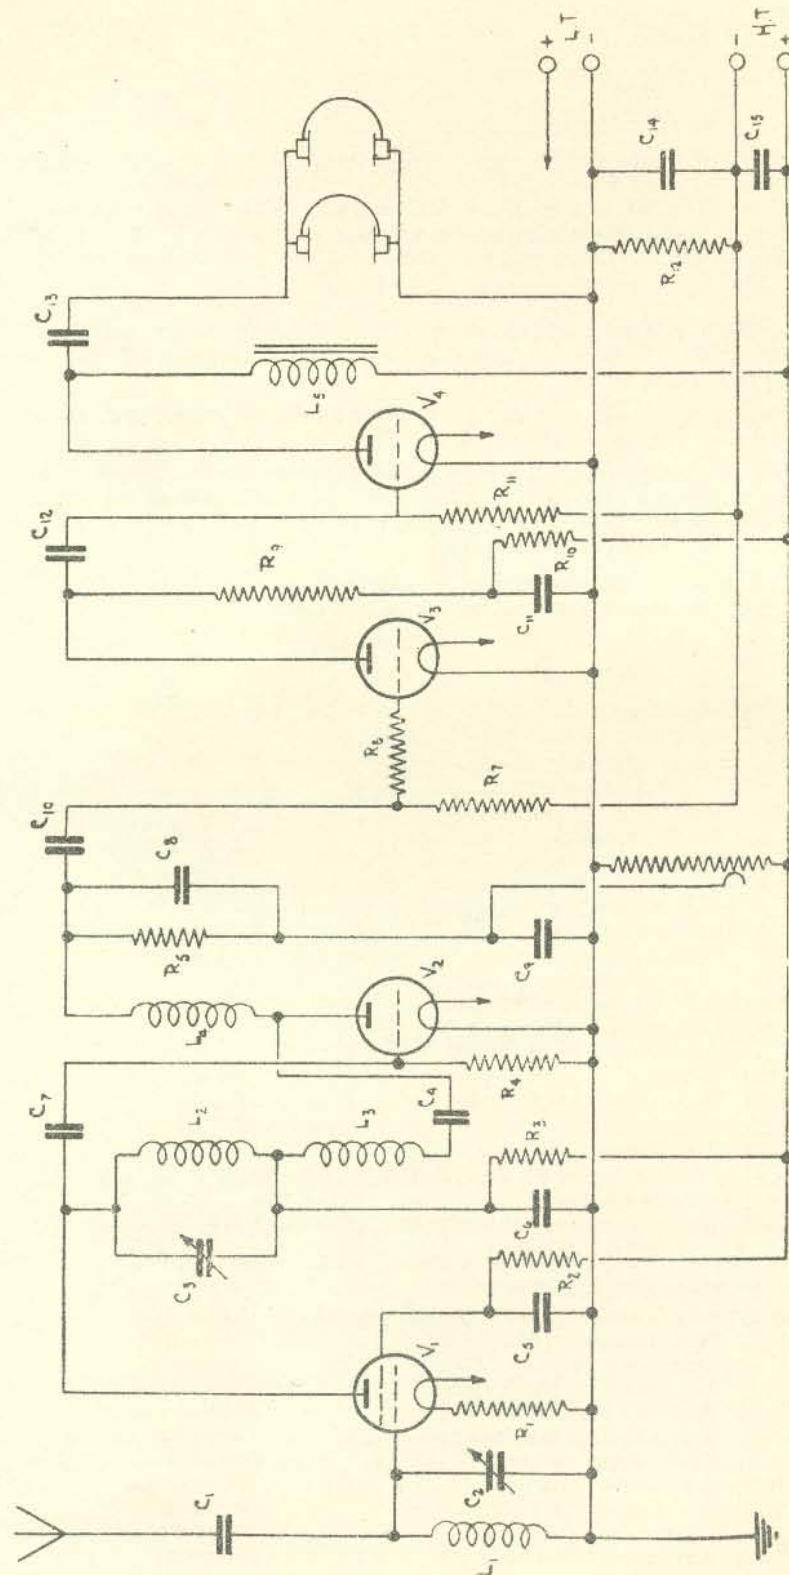 C₁
L₁
C₂
V₁
R₁
C₅
R₂
C₃
L₂
L₃
C₆
R₃
C₇
C₄
R₄
V₂
L₄
R₅
C₈
C₉
C₁₀
R₆
R₇
V₃
R₉
C₁₁
R₁₀
C₁₂
R₁₁
V₄
L₅
C₁₃
R₁₂
C₁₄
C₁₅
+
L.T
-
-
H.T
+